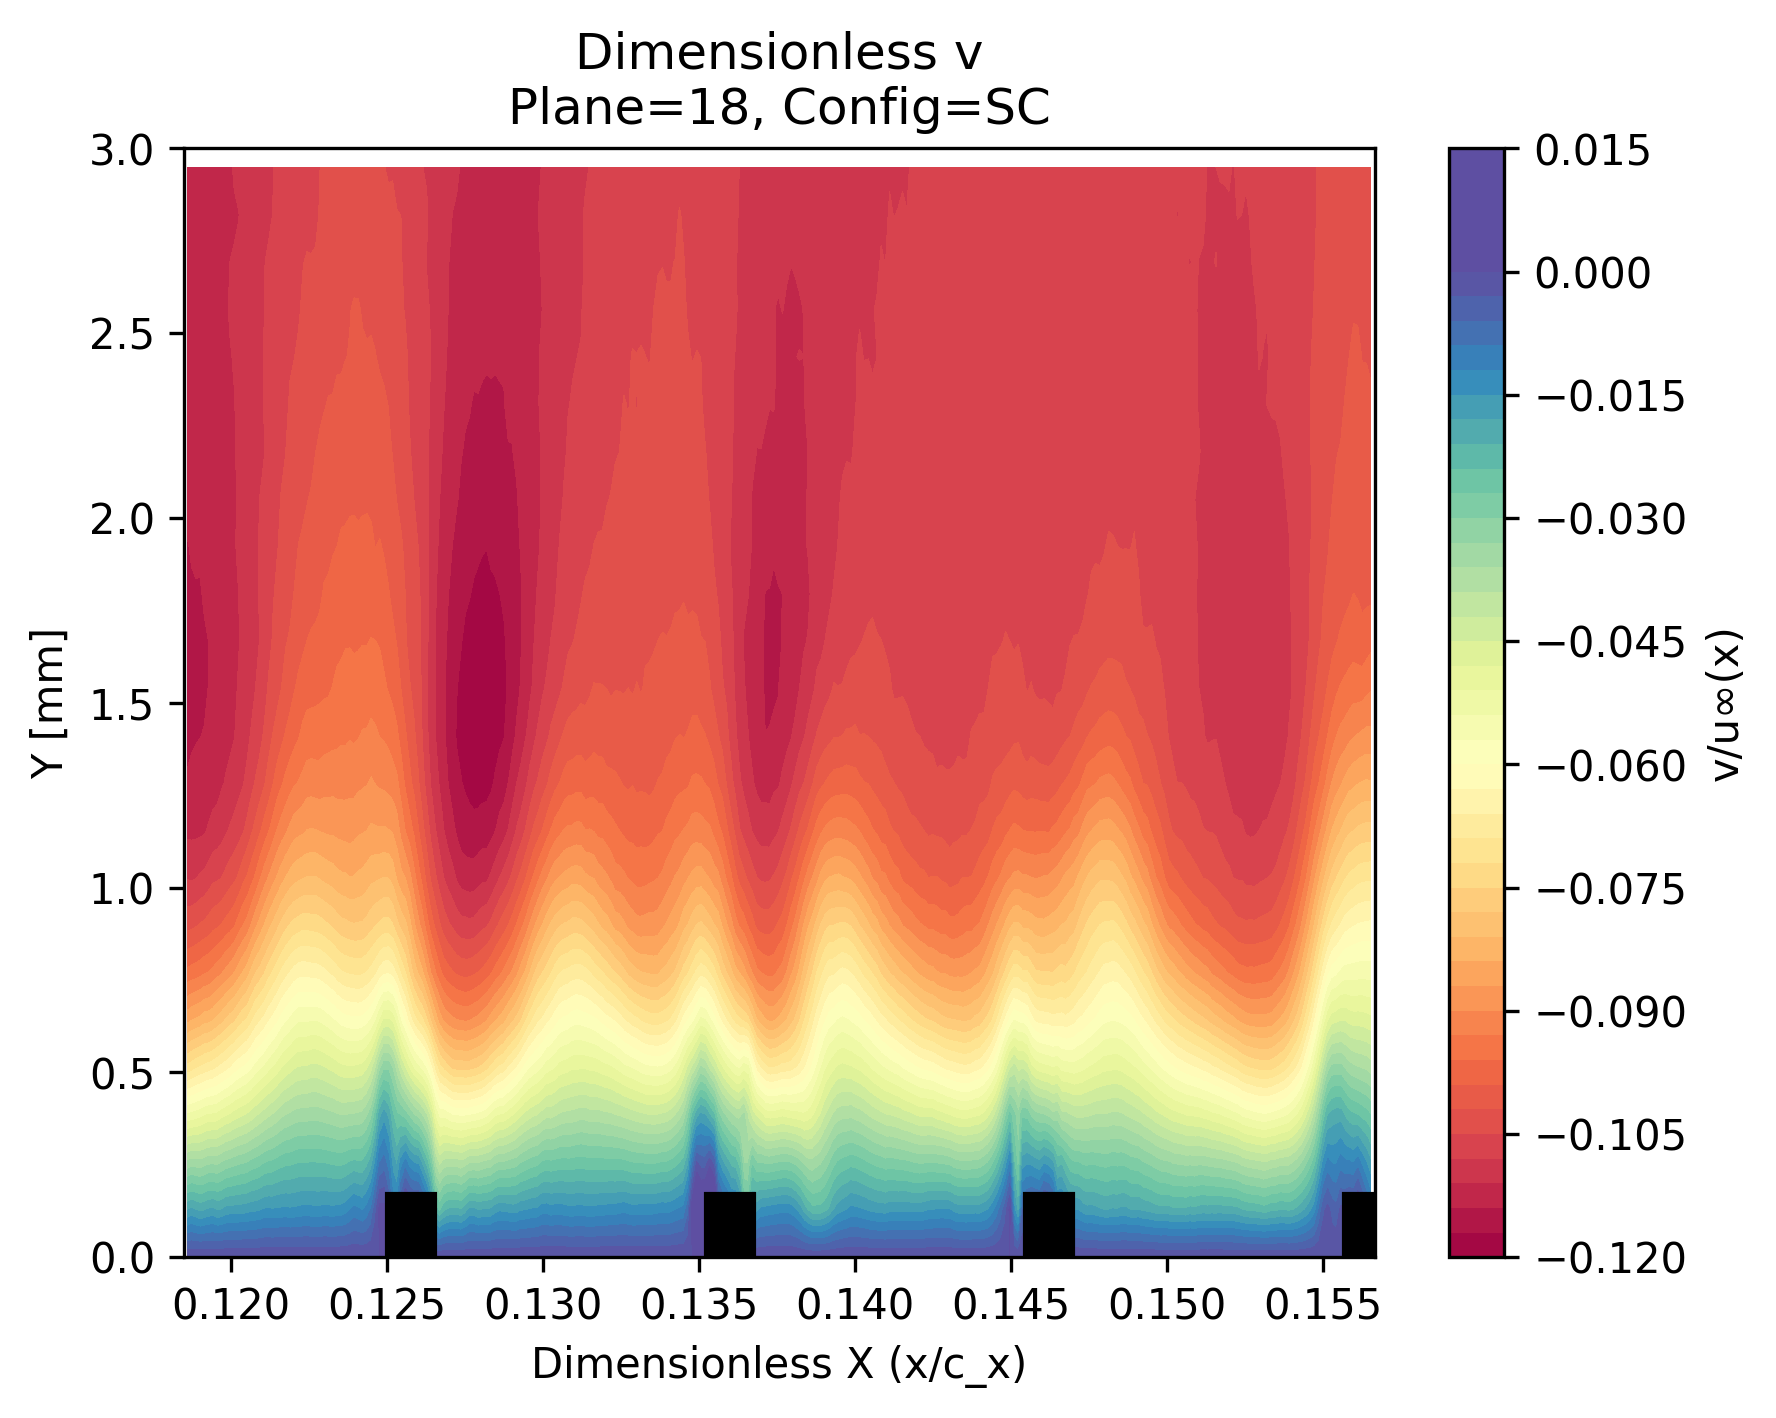 Dimensionless v
Plane=18, Config=SC
3.0
2.5
2.0
1.5
1.0
0.5
0.0
Y [mm]
0.120 0.125 0.130 0.135 0.140 0.145 0.150 0.155
Dimensionless X (x/c_x)
0.015
0.000
−0.015
−0.030
−0.045
−0.060
−0.075
−0.090
−0.105
−0.120
v/u∞(x)